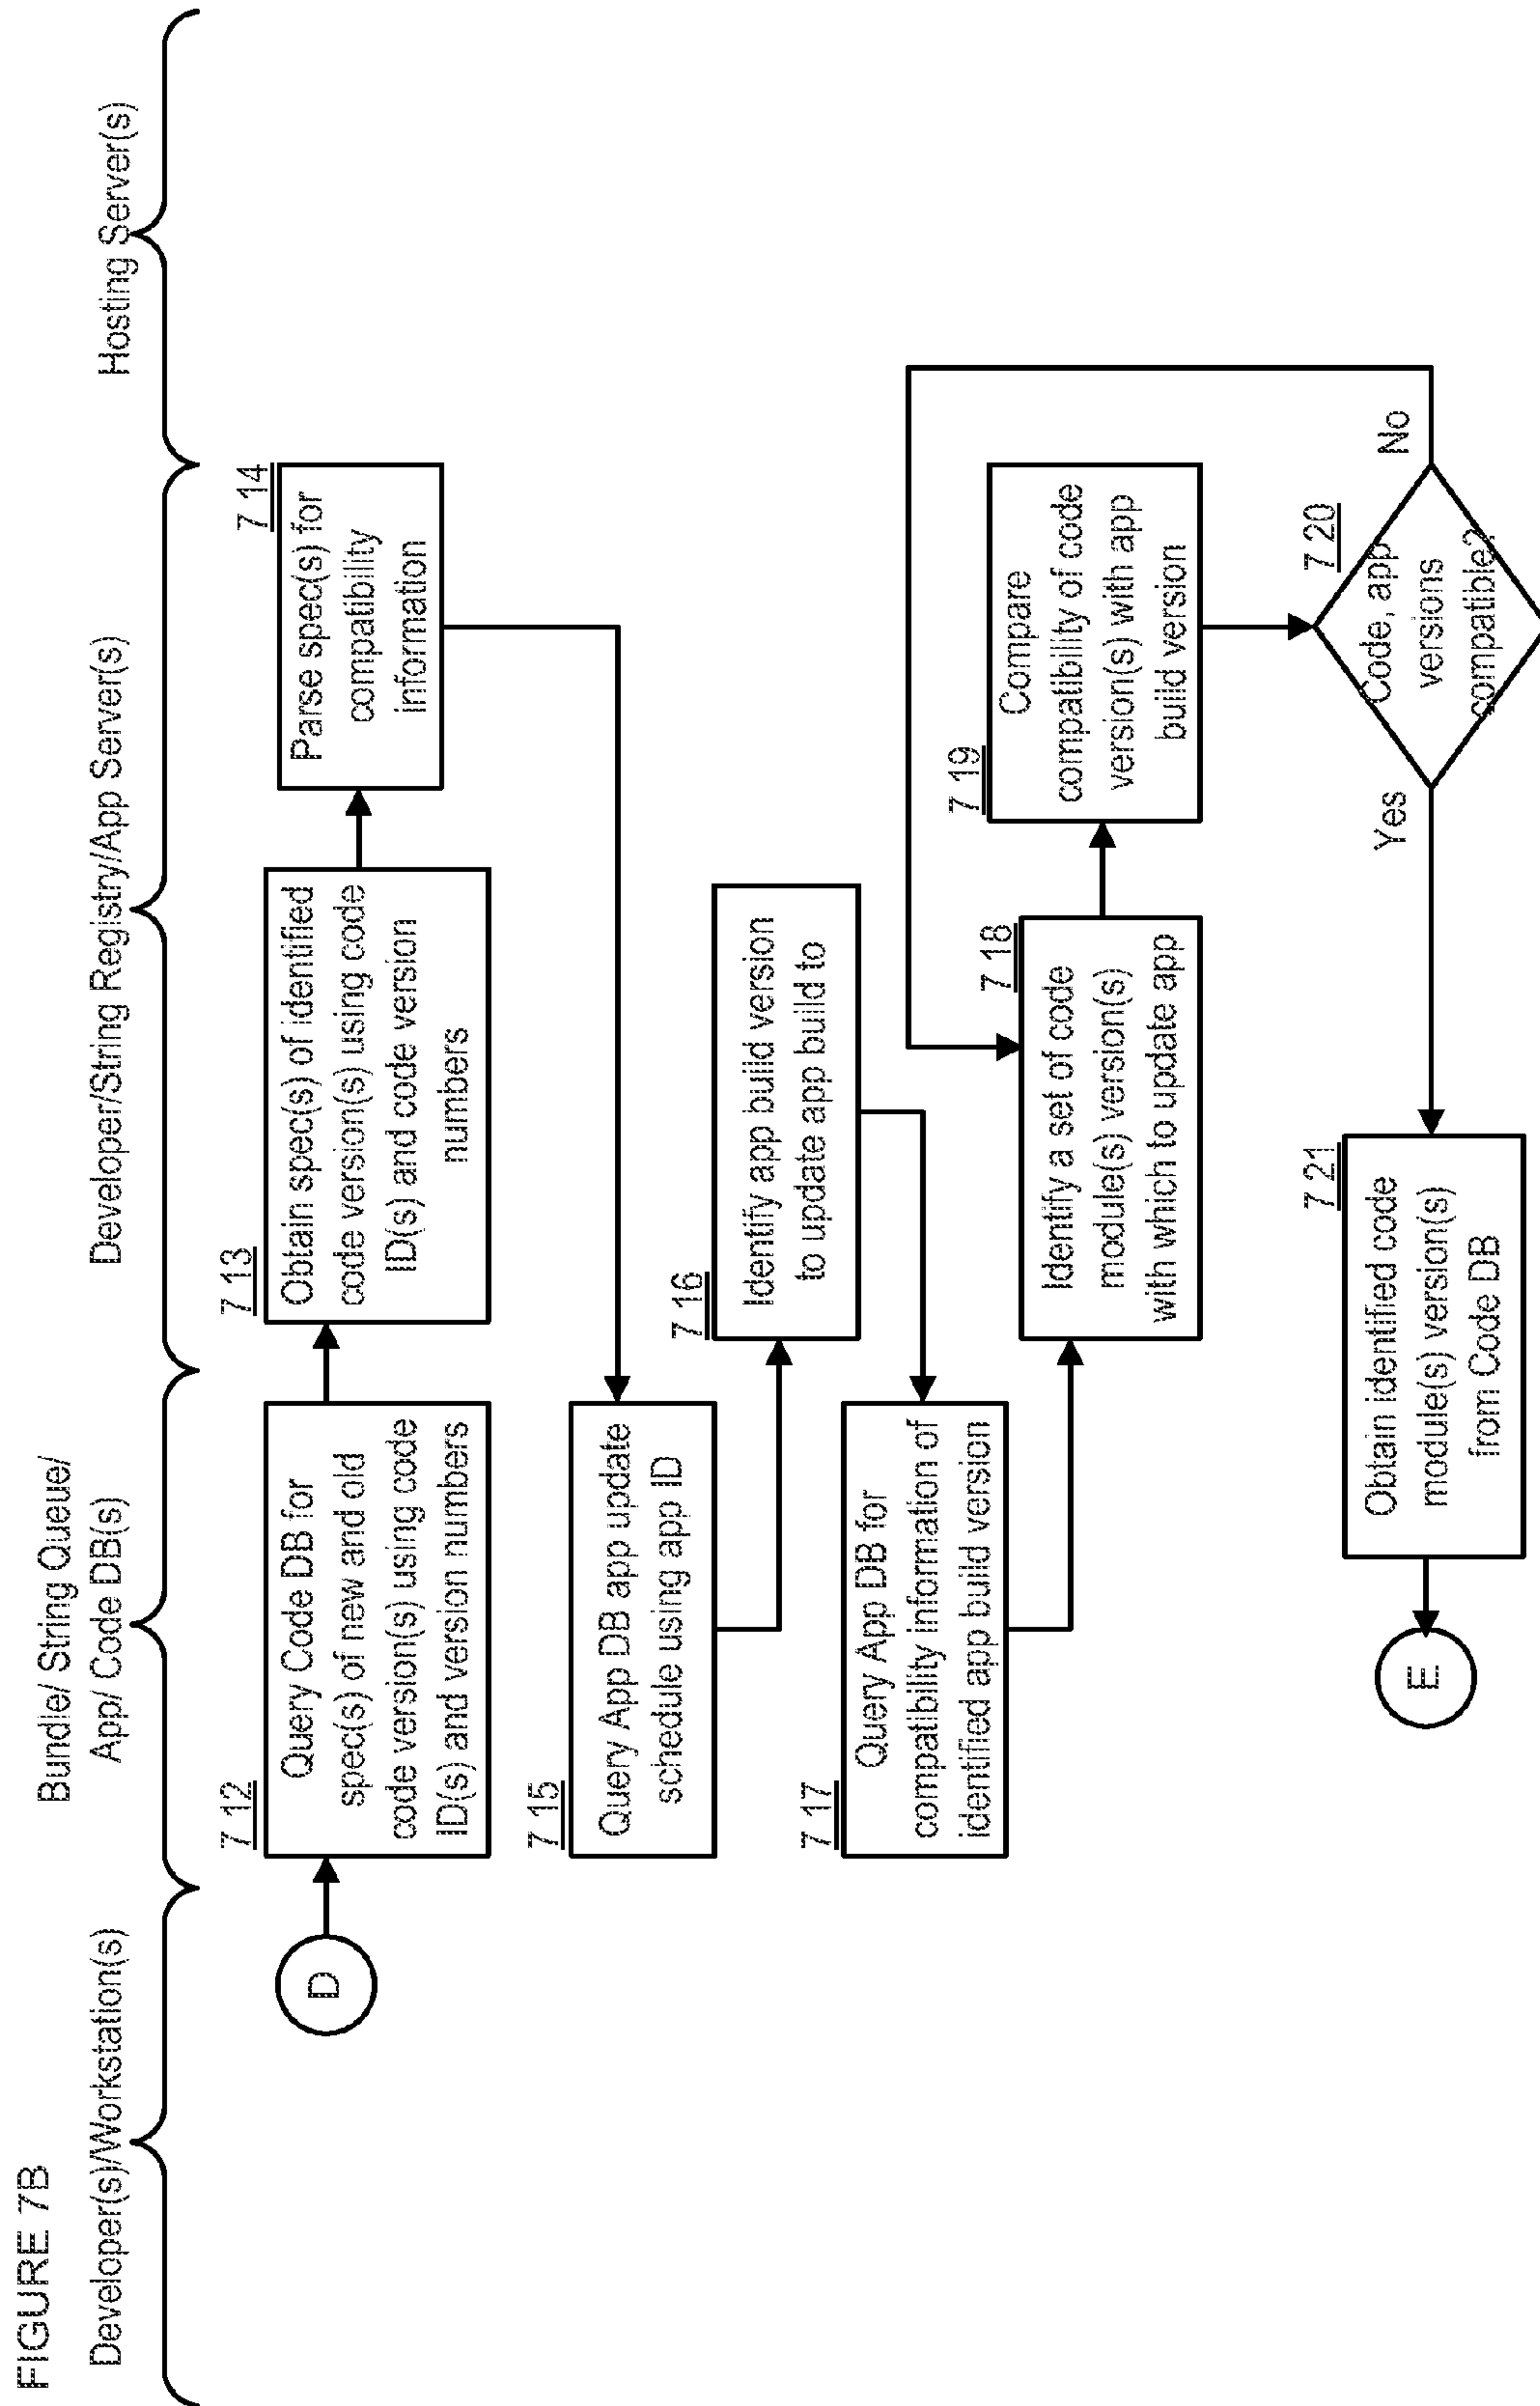 FIGURE 7B
Developer(s)/Workstation(s)
Bundle/ String Queue/
App/ Code DB(s)
Developer/String Registry/App Server(s)
Hosting Server(s)
D
7 12
Query Code DB for
spec(s) of new and old
code version(s) using code
ID(s) and version numbers
7 13
Obtain spec(s) of identified
code version(s) using code
ID(s) and code version
numbers
7 14
Parse spec(s) for
compatibility
information
7 15
Query App DB app update
schedule using app ID
7 16
Identify app build version
to update app build to
7 17
Query App DB for
compatibility information of
identified app build version
7 18
Identify a set of code
module(s) version(s)
with which to update app
7 19
Compare
compatibility of code
version(s) with app
build version
7 20
Code, app
versions
compatible?
No
Yes
7 21
Obtain identified code
module(s) version(s)
from Code DB
E